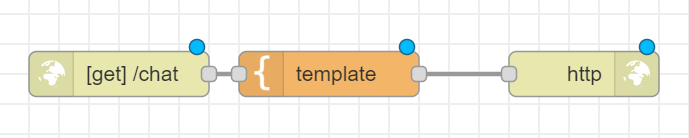 [get] /chat
{
template
http